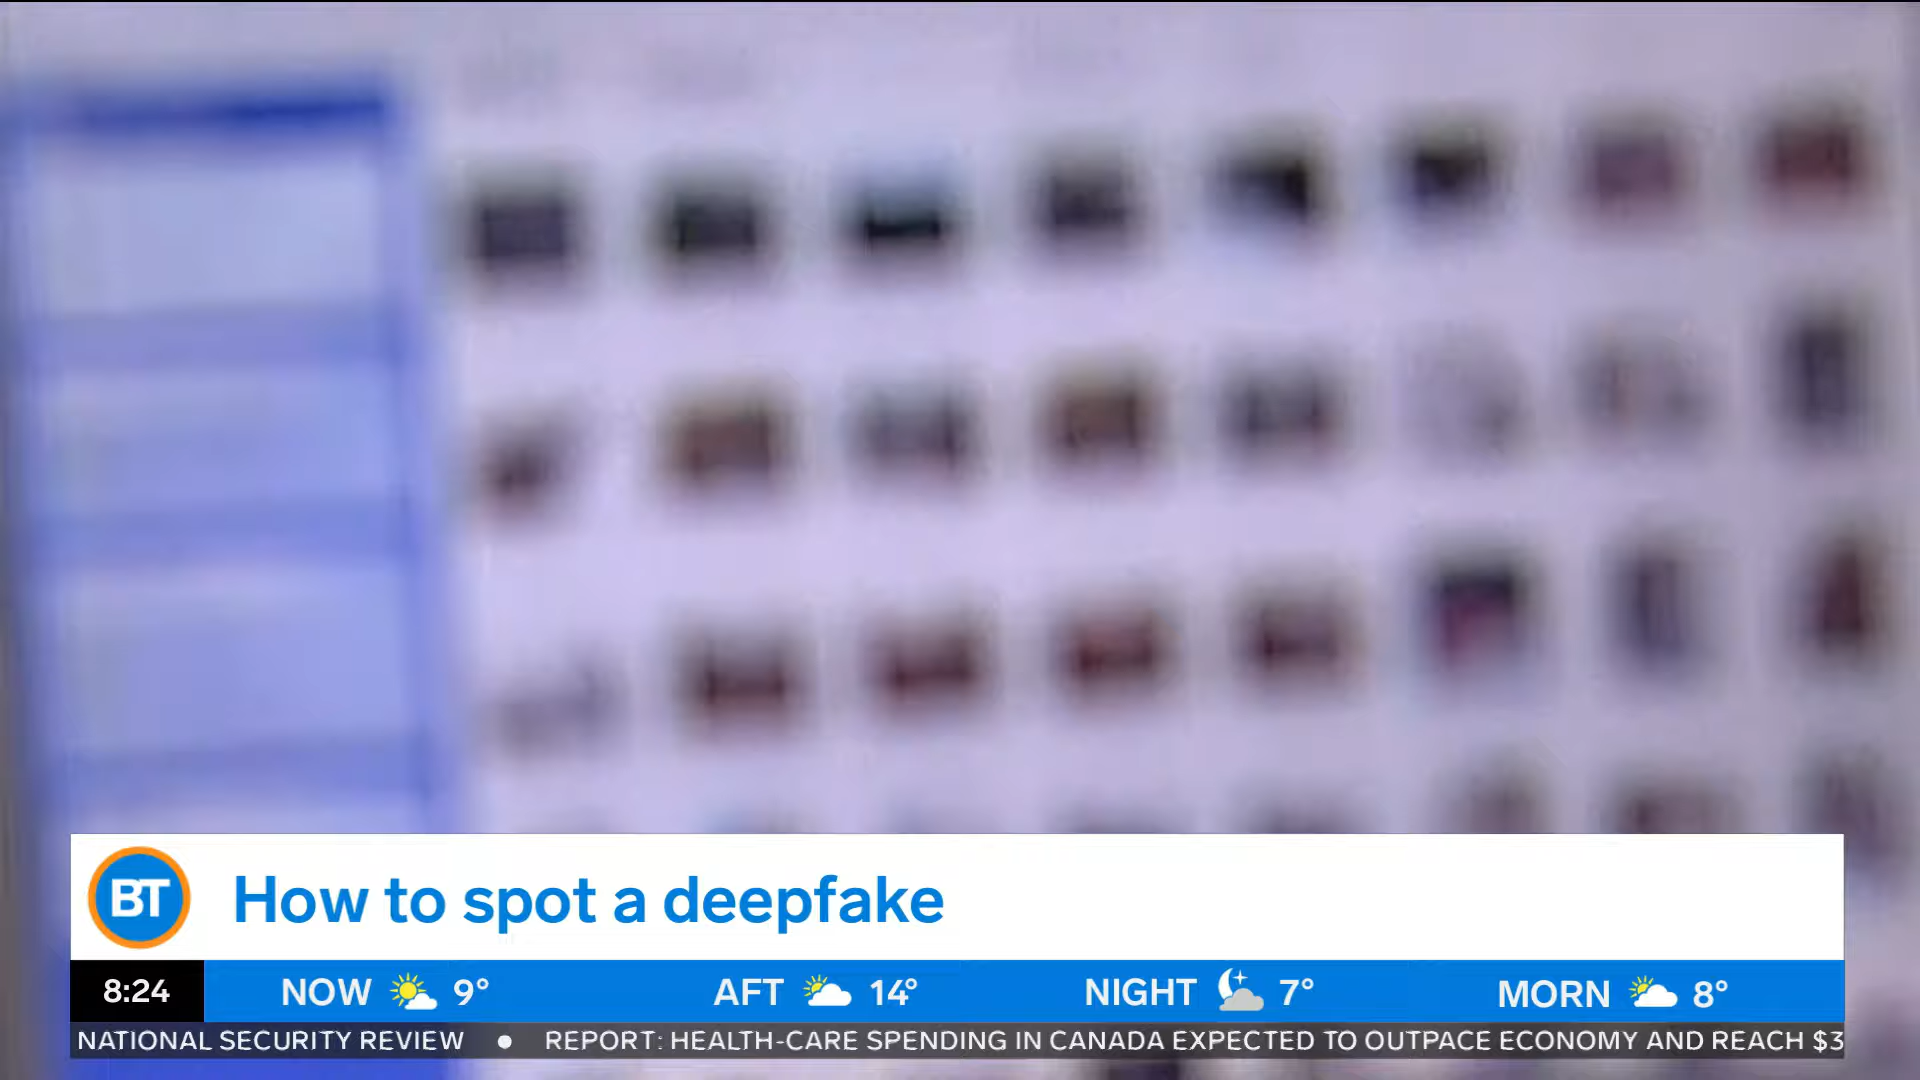 BT
How to spot a deepfake
8:24 NOW 9° AFT 14° NIGHT 7° MORN 8°
NATIONAL SECURITY REVIEW ● REPORT: HEALTH-CARE SPENDING IN CANADA EXPECTED TO OUTPACE ECONOMY AND REACH $3